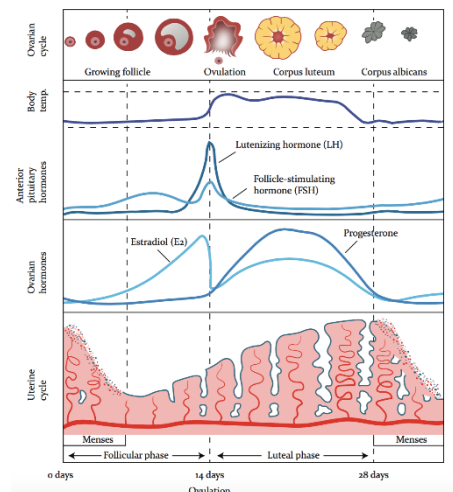 Ovarian
cycle
Growing follicle
Ovulation
Corpus luteum
Corpus albicans
Body
temp.
Anterior
pituitary
hormones
Lutenizing hormone (LH)
Follicle-stimulating
hormone (FSH)
Ovarian
hormones
Estradiol (E2)
Progesterone
Uterine
cycle
Menses
Menses
Follicular phase
Luteal phase
0 days
14 days
28 days
Ovulation